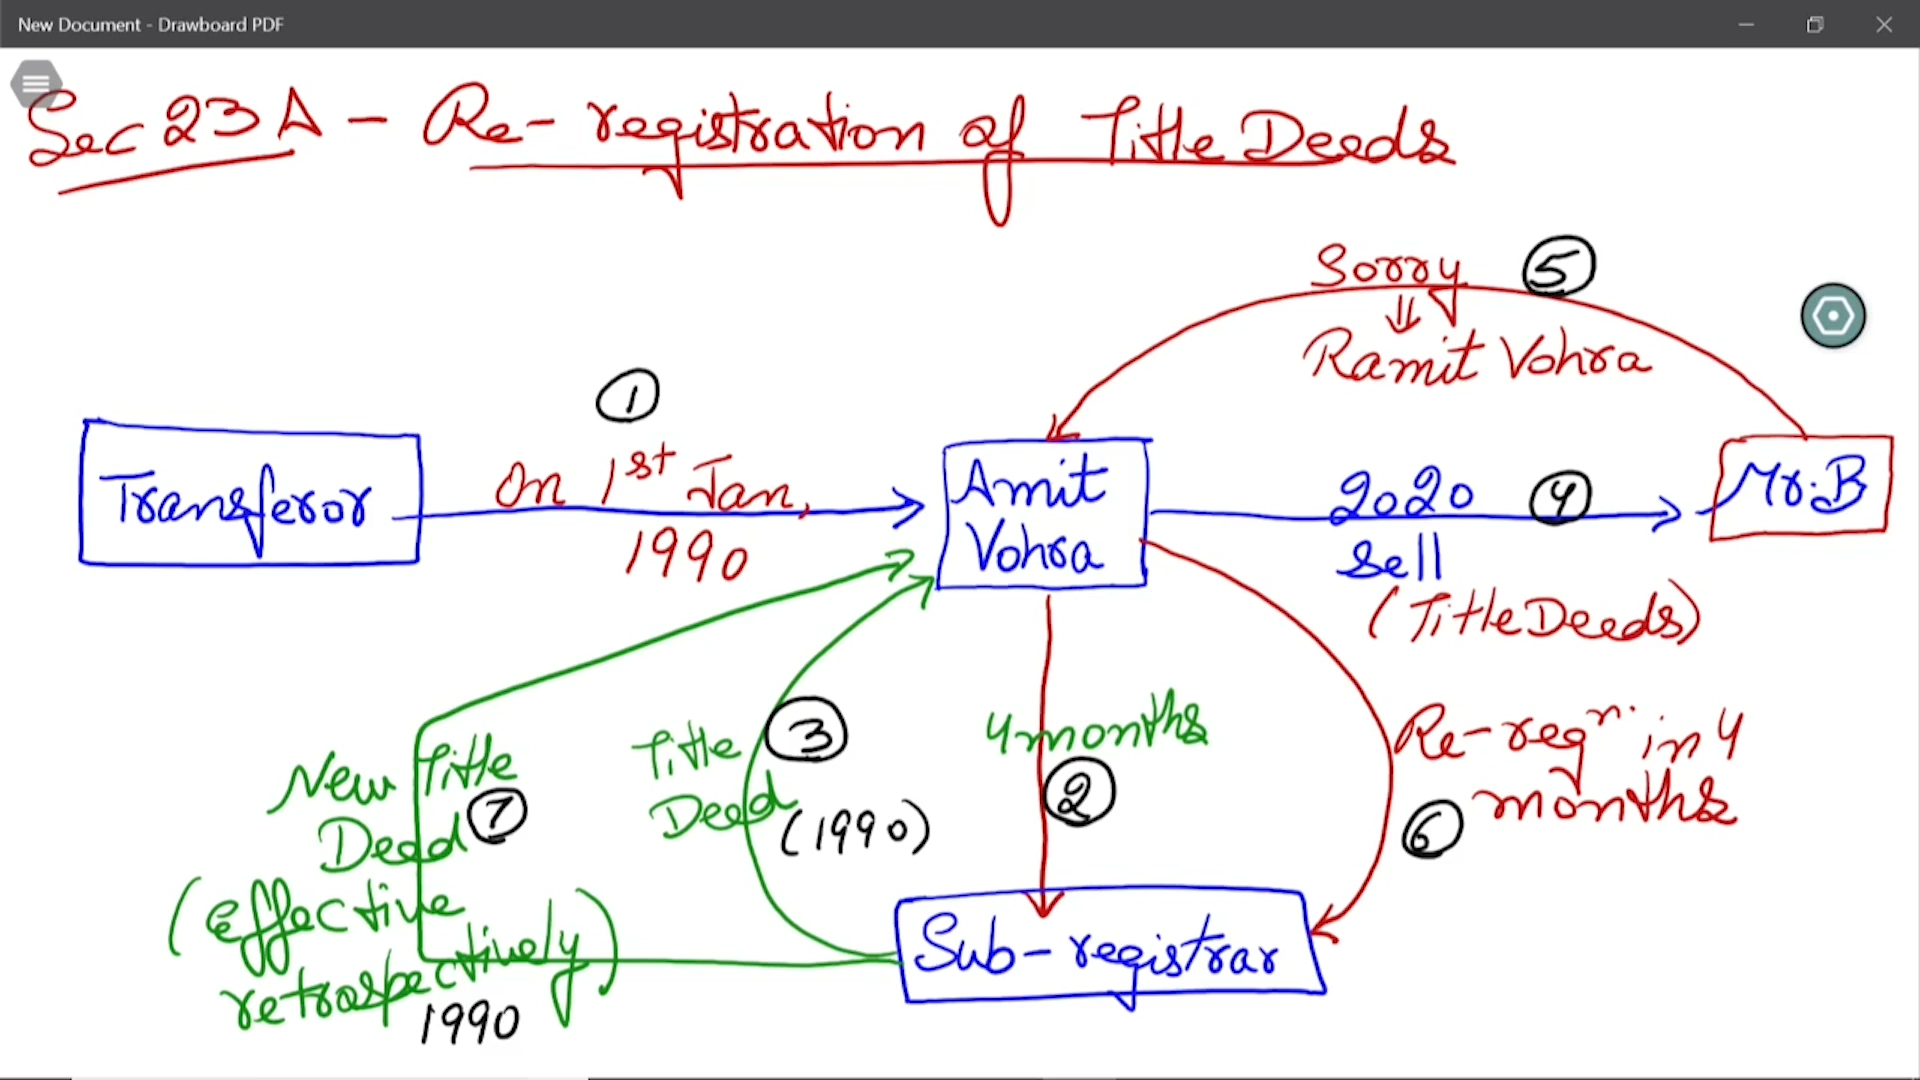 New Document - Drawboard PDF
Sec 23A - Re-registration of Title Deeds
Sorry 5
Ramit Vohra
1
Transferor
On 1st Jan,
1990
Amit
Vohra
2020 4
Sell
(Title Deeds)
Mr. B
New Title
Deed 7
(effective
retrospectively)
1990
Title 3
Deed
(1990)
4 months
2
Re-regn. in 4
months
6
Sub-registrar